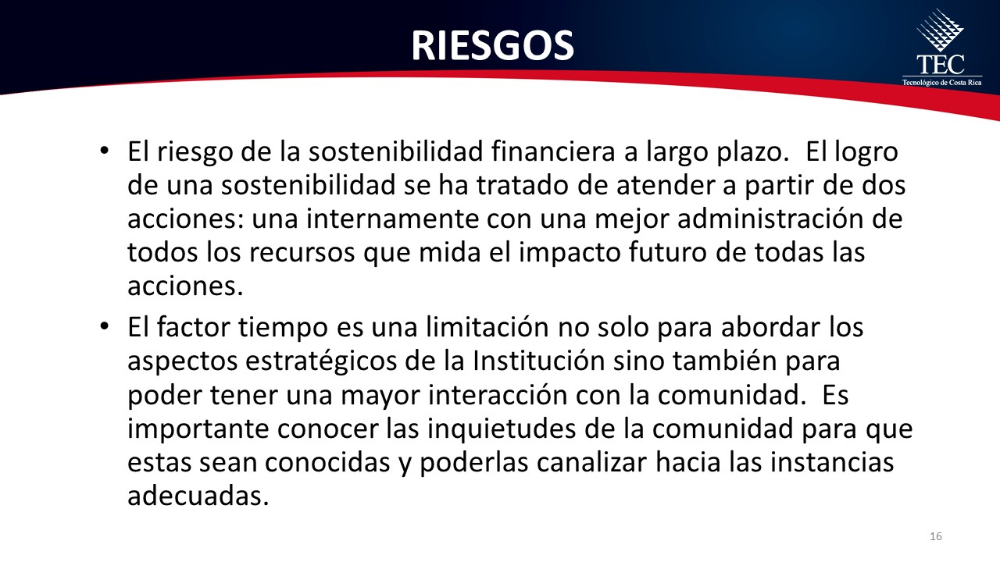 RIESGOS
TEC
Tecnológico de Costa Rica
• El riesgo de la sostenibilidad financiera a largo plazo.  El logro
de una sostenibilidad se ha tratado de atender a partir de dos
acciones: una internamente con una mejor administración de
todos los recursos que mida el impacto futuro de todas las
acciones.
• El factor tiempo es una limitación no solo para abordar los
aspectos estratégicos de la Institución sino también para
poder tener una mayor interacción con la comunidad.  Es
importante conocer las inquietudes de la comunidad para que
estas sean conocidas y poderlas canalizar hacia las instancias
adecuadas.
16